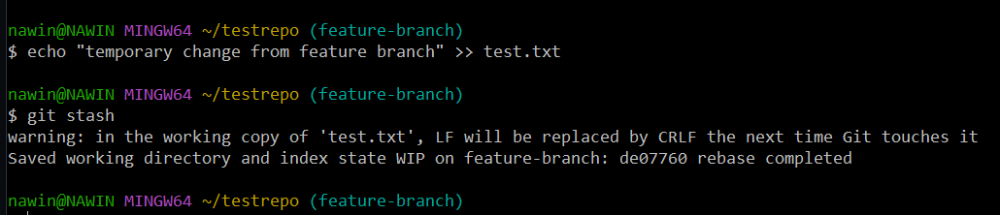 nawin@NAWIN MINGW64 ~/testrepo (feature-branch)
$ echo "temporary change from feature branch" >> test.txt
nawin@NAWIN MINGW64 ~/testrepo (feature-branch)
$ git stash
warning: in the working copy of 'test.txt', LF will be replaced by CRLF the next time Git touches it
Saved working directory and index state WIP on feature-branch: de07760 rebase completed
nawin@NAWIN MINGW64 ~/testrepo (feature-branch)